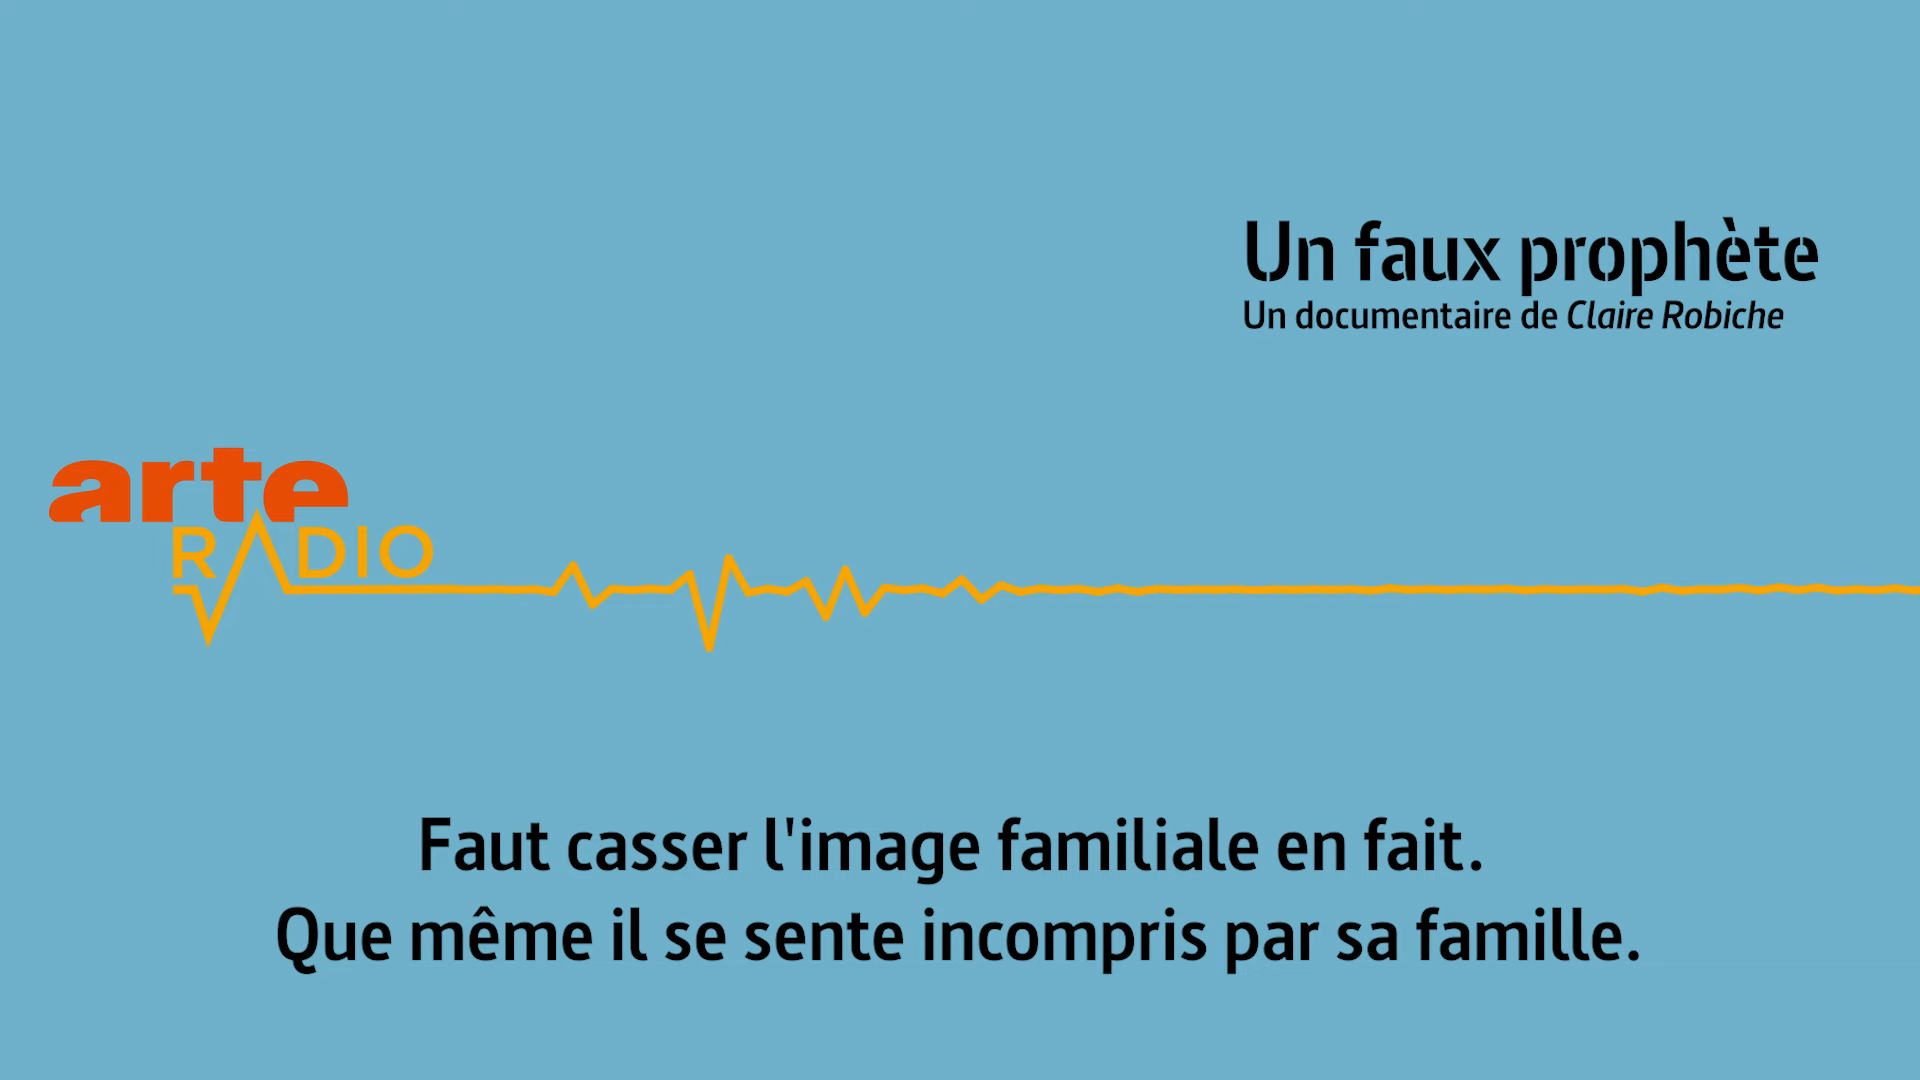 Un faux prophète
Un documentaire de Claire Robiche
arte
RADIO
Faut casser l'image familiale en fait.
Que même il se sente incompris par sa famille.